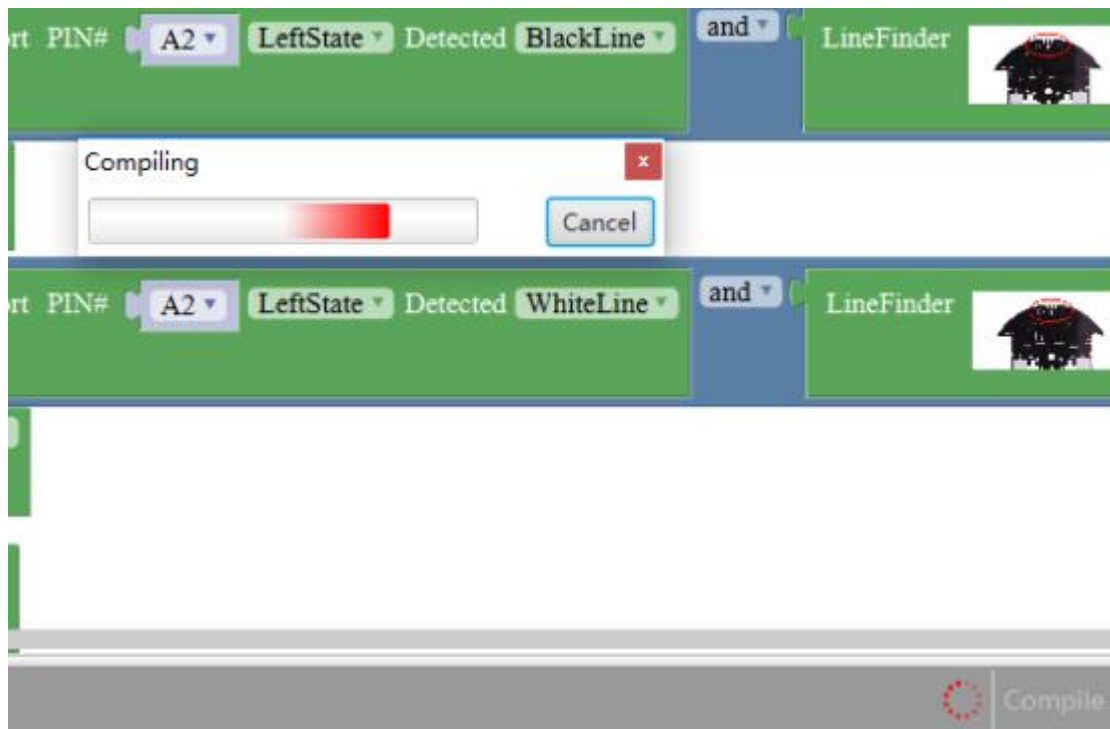 rt PIN# A2 LeftState Detected BlackLine and LineFinder
Compiling x
Cancel
rt PIN# A2 LeftState Detected WhiteLine and LineFinder
Compile